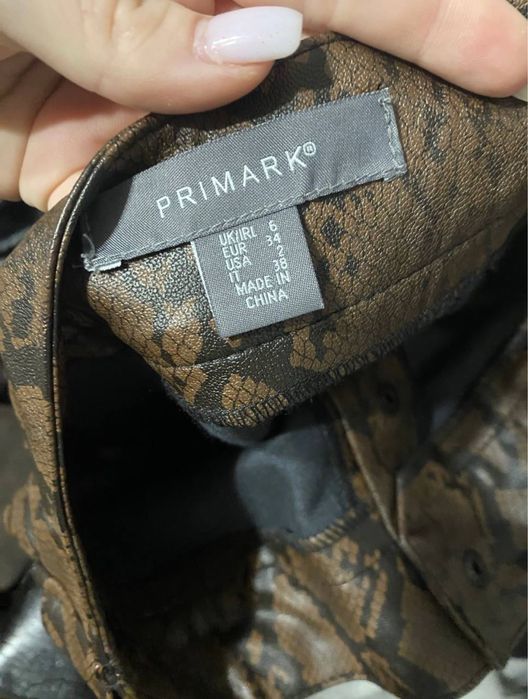 PRIMARK®
UK/IRL 6
EUR 34
USA 2
IT 38
MADE IN
CHINA